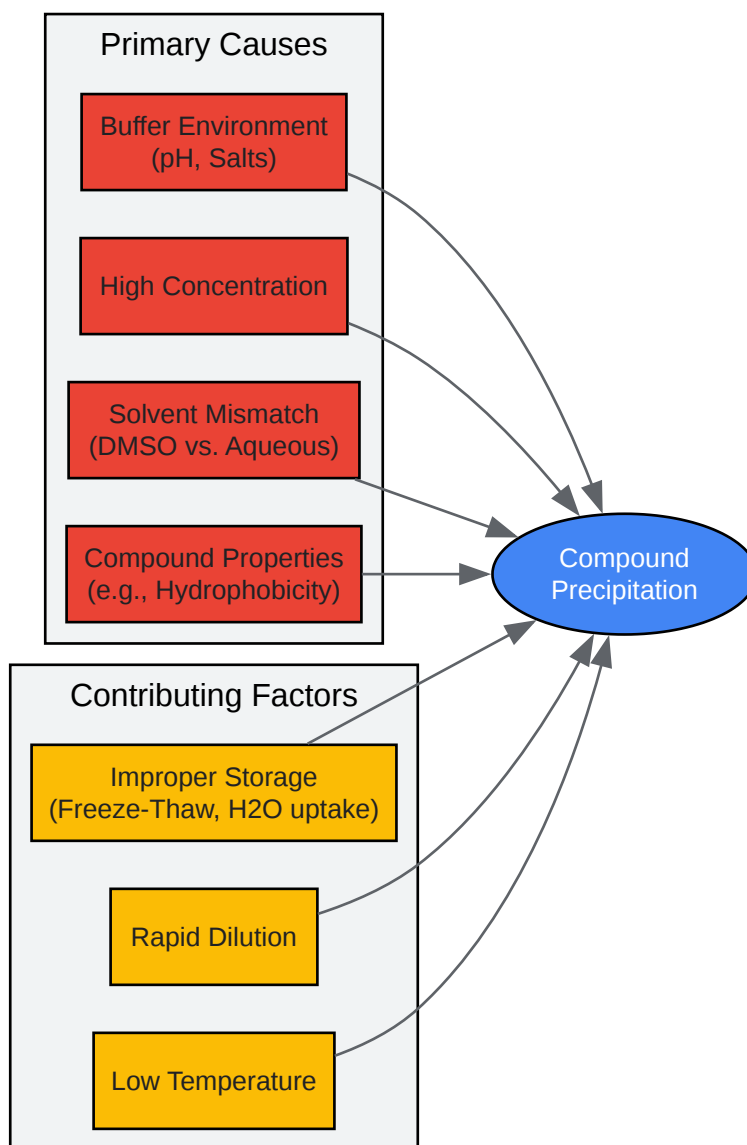 Primary Causes
Buffer Environment
(pH, Salts)
High Concentration
Solvent Mismatch
(DMSO vs. Aqueous)
Compound Properties
(e.g., Hydrophobicity)
Compound
Precipitation
Contributing Factors
Improper Storage
(Freeze-Thaw, H2O uptake)
Rapid Dilution
Low Temperature